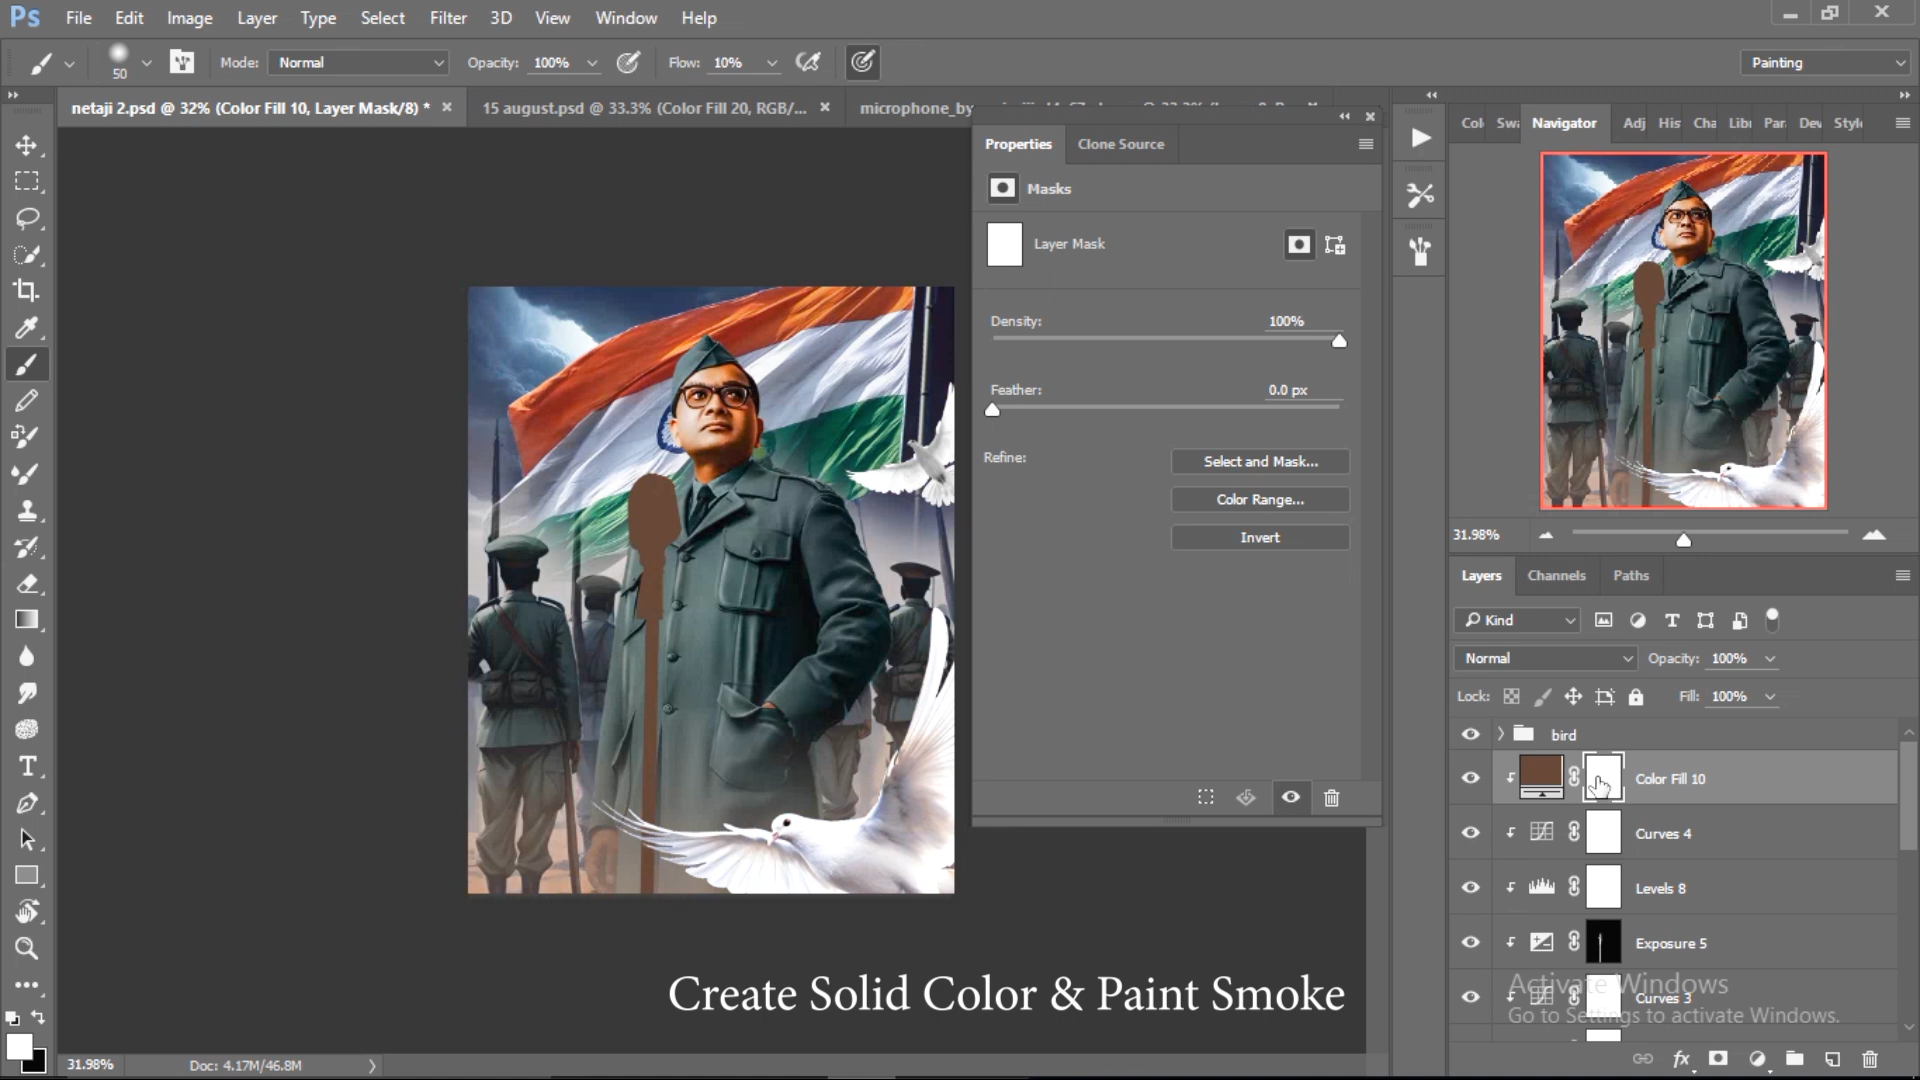 Ps File Edit Image Layer Type Select Filter 3D View Window Help
50 Mode: Normal Opacity: 100% Flow: 10% Painting
netaji 2.psd @ 32% (Color Fill 10, Layer Mask/8) * 15 august.psd @ 33.3% (Color Fill 20, RGB/... microphone_by
Properties Clone Source
Masks
Layer Mask
Density: 100%
Feather: 0.0 px
Refine: Select and Mask...
Color Range...
Invert
Col Swa Navigator Adj His Cha Libr Par Dev Style
31.98%
Layers Channels Paths
Kind
Normal Opacity: 100%
Lock: Fill: 100%
bird
Color Fill 10
Curves 4
Levels 8
Exposure 5
Curves 3
Activate Windows
Go to Settings to activate Windows.
Create Solid Color & Paint Smoke
31.98% Doc: 4.17M/46.8M